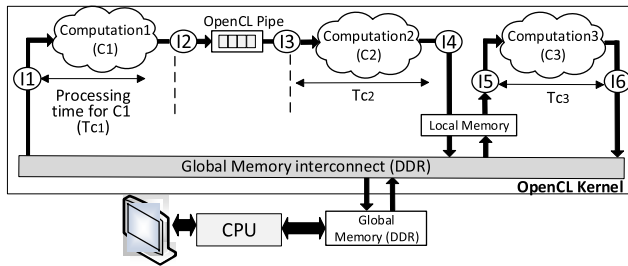 OpenCL Pipe
Computation1
(C1)
I2
I3
Computation2
(C2)
I4
Computation3
(C3)
I1
I5
I6
Processing
time for C1
(Tc1)
Tc2
Tc3
Local Memory
Global Memory interconnect (DDR)
OpenCL Kernel
CPU
Global
Memory (DDR)